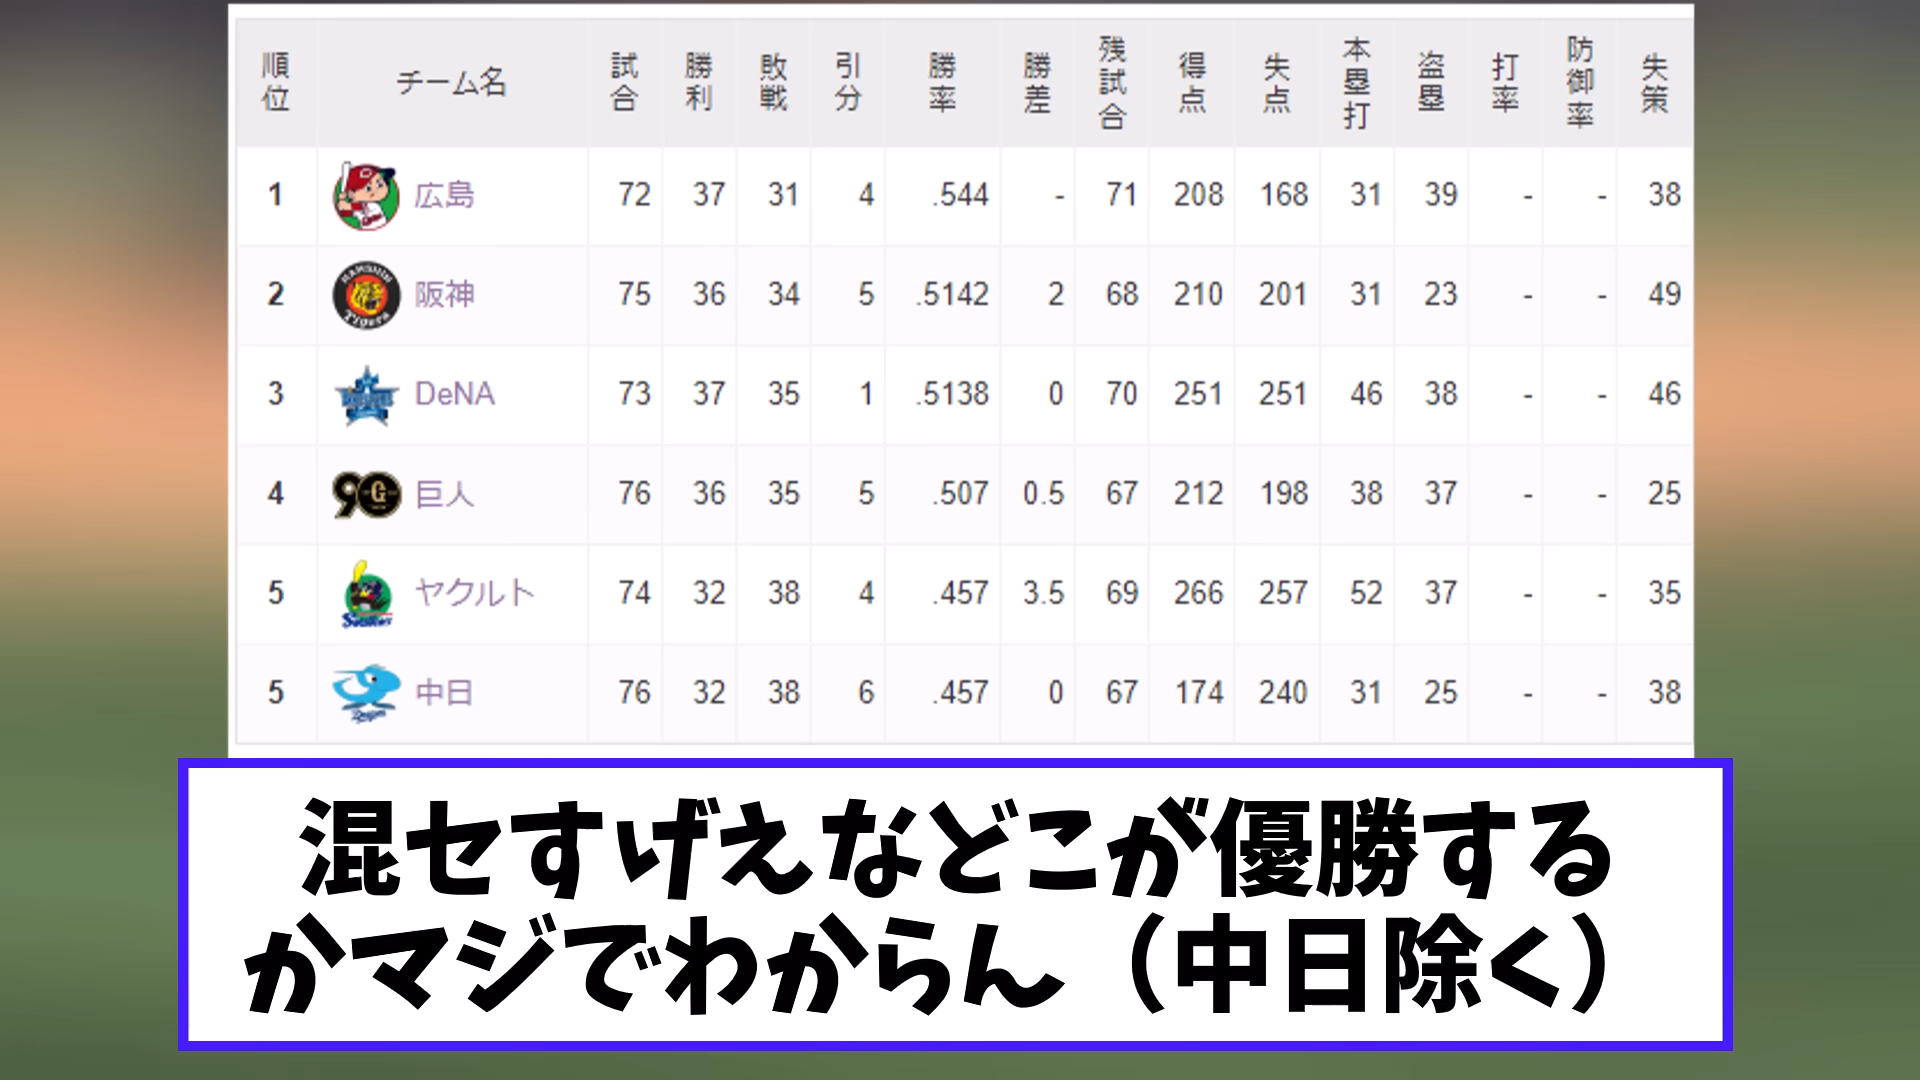 順位 チーム名 試合 勝利 敗戦 引分 勝率 勝差 残試合 得点 失点 本塁打 盗塁 打率 防御率 失策
1 広島 72 37 31 4 .544 - 71 208 168 31 39 - - 38
2 HANSHIN Tigers 阪神 75 36 34 5 .5142 2 68 210 201 31 23 - - 49
3 DeNA 73 37 35 1 .5138 0 70 251 251 46 38 - - 46
4 90 G 巨人 76 36 35 5 .507 0.5 67 212 198 38 37 - - 25
5 ヤクルト 74 32 38 4 .457 3.5 69 266 257 52 37 - - 35
5 中日 76 32 38 6 .457 0 67 174 240 31 25 - - 38
混セすげえなどこが優勝する
かマジでわからん（中日除く）